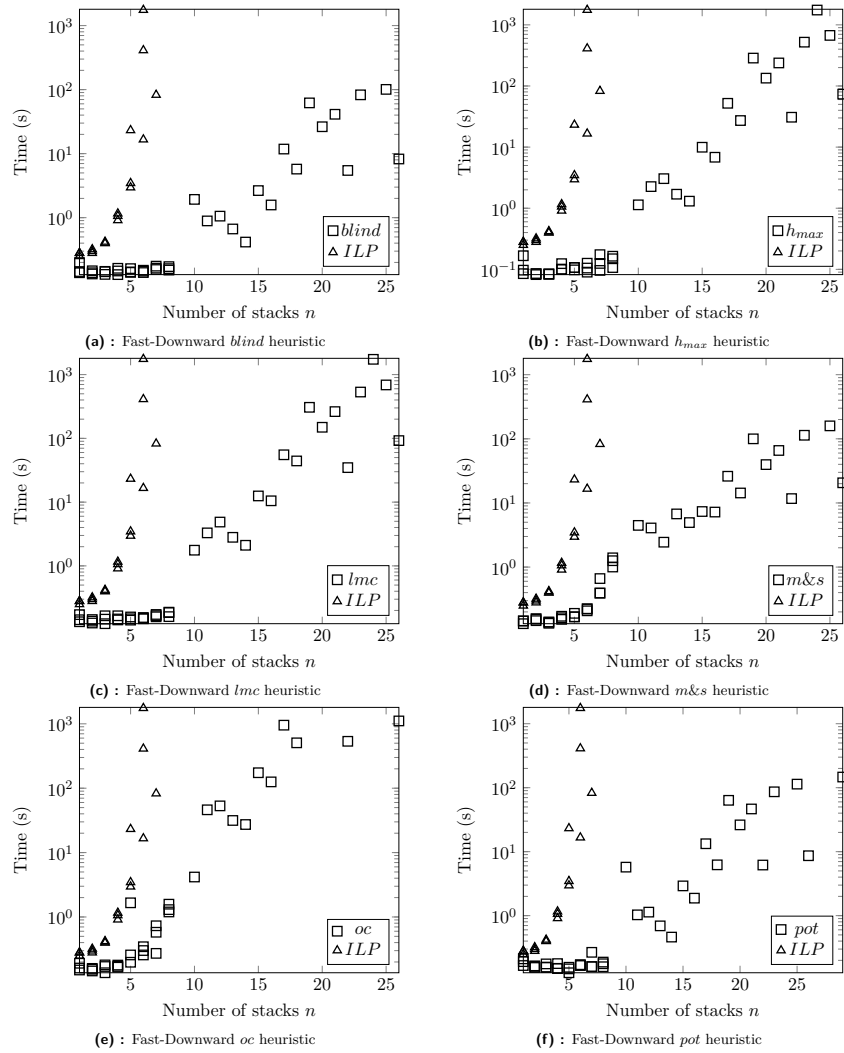 10³
10²
10¹
10⁰
Time (s)
5 10 15 20 25
Number of stacks n
blind
ILP
(a) : Fast-Downward blind heuristic
10³
10²
10¹
10⁰
10⁻¹
Time (s)
5 10 15 20 25
Number of stacks n
h_max
ILP
(b) : Fast-Downward h_max heuristic
10³
10²
10¹
10⁰
Time (s)
5 10 15 20 25
Number of stacks n
lmc
ILP
(c) : Fast-Downward lmc heuristic
10³
10²
10¹
10⁰
Time (s)
5 10 15 20 25
Number of stacks n
m&s
ILP
(d) : Fast-Downward m&s heuristic
10³
10²
10¹
10⁰
Time (s)
5 10 15 20 25
Number of stacks n
oc
ILP
(e) : Fast-Downward oc heuristic
10³
10²
10¹
10⁰
Time (s)
5 10 15 20 25
Number of stacks n
pot
ILP
(f) : Fast-Downward pot heuristic